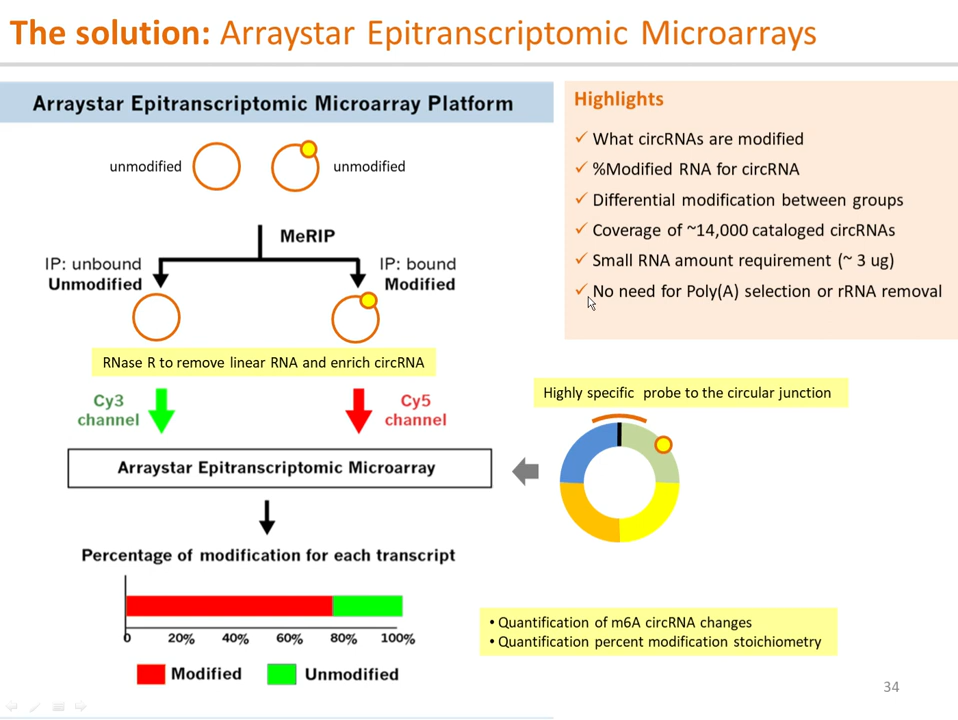 The solution: Arraystar Epitranscriptomic Microarrays
Arraystar Epitranscriptomic Microarray Platform
unmodified
unmodified
MeRIP
IP: unbound
Unmodified
IP: bound
Modified
RNase R to remove linear RNA and enrich circRNA
Cy3
channel
Cy5
channel
Arraystar Epitranscriptomic Microarray
Percentage of modification for each transcript
0 20% 40% 60% 80% 100%
Modified
Unmodified
Highlights
✓ What circRNAs are modified
✓ %Modified RNA for circRNA
✓ Differential modification between groups
✓ Coverage of ~14,000 cataloged circRNAs
✓ Small RNA amount requirement (~ 3 ug)
✓ No need for Poly(A) selection or rRNA removal
Highly specific probe to the circular junction
• Quantification of m6A circRNA changes
• Quantification percent modification stoichiometry
34